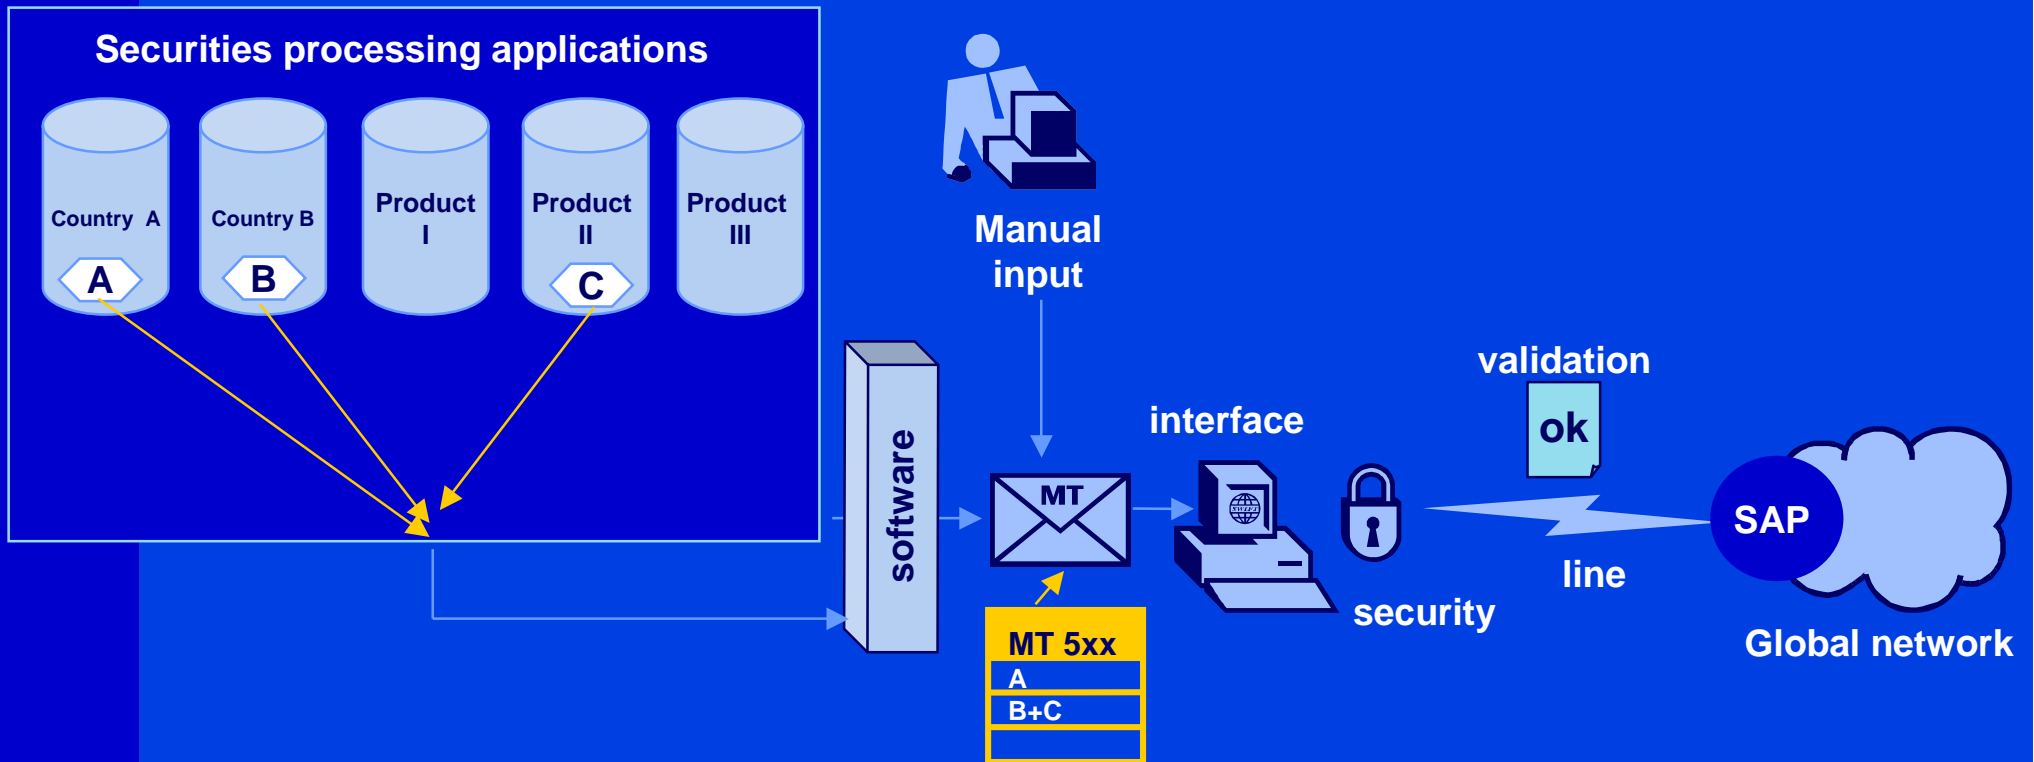 Securities processing applications
Country A
Country B
Product
I
Product
II
Product
III
A
B
C
Manual
input
software
MT
interface
SWIFT
security
validation
ok
line
SAP
Global network
MT 5xx
A
B+C